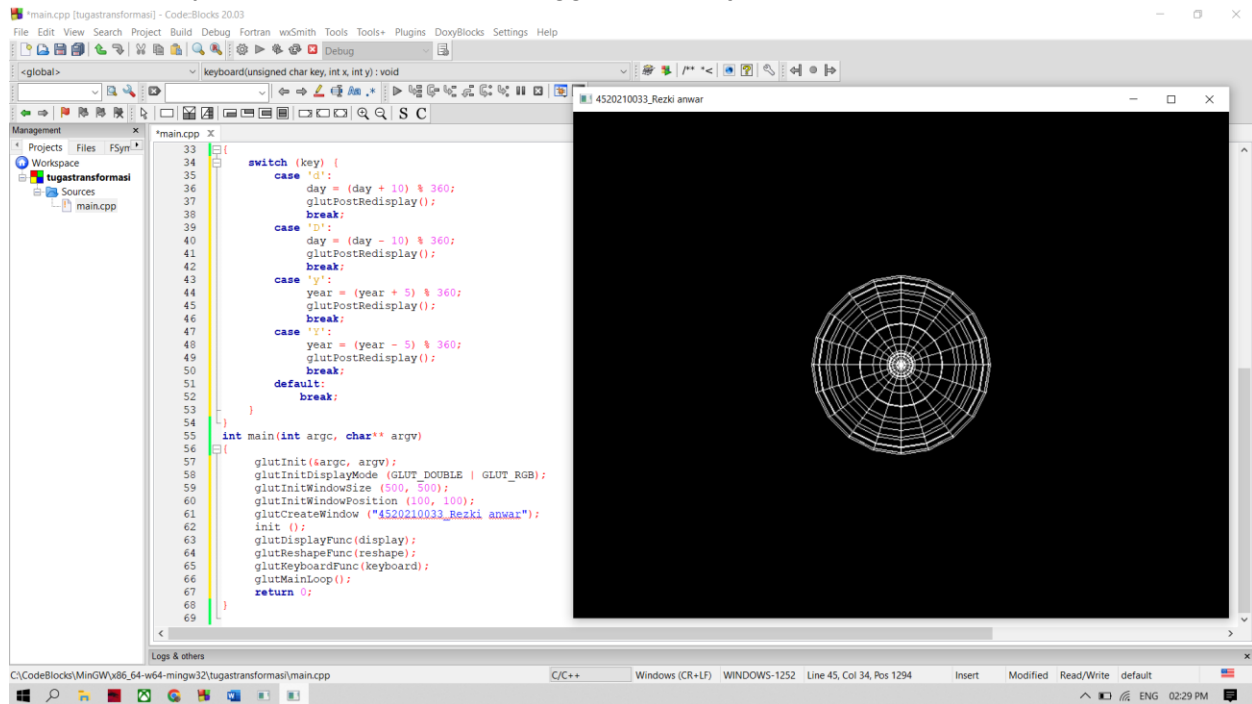 *main.cpp [tugastransformasi] - Code::Blocks 20.03
File Edit View Search Project Build Debug Fortran wxSmith Tools Tools+ Plugins DoxyBlocks Settings Help
Debug
<global>
keyboard(unsigned char key, int x, int y) : void
/** *<
S C
Management
Projects Files FSym
Workspace
tugastransformasi
Sources
main.cpp
*main.cpp
33 {
34 switch (key) {
35 case 'd':
36 day = (day + 10) % 360;
37 glutPostRedisplay();
38 break;
39 case 'D':
40 day = (day - 10) % 360;
41 glutPostRedisplay();
42 break;
43 case 'y':
44 year = (year + 5) % 360;
45 glutPostRedisplay();
46 break;
47 case 'Y':
48 year = (year - 5) % 360;
49 glutPostRedisplay();
50 break;
51 default:
52 break;
53 }
54 }
55 int main(int argc, char** argv)
56 {
57 glutInit(&argc, argv);
58 glutInitDisplayMode (GLUT_DOUBLE | GLUT_RGB);
59 glutInitWindowSize (500, 500);
60 glutInitWindowPosition (100, 100);
61 glutCreateWindow ("4520210033_Rezki anwar");
62 init ();
63 glutDisplayFunc(display);
64 glutReshapeFunc(reshape);
65 glutKeyboardFunc(keyboard);
66 glutMainLoop();
67 return 0;
68 }
69
4520210033_Rezki anwar
Logs & others
C:\CodeBlocks\MinGW\x86_64-w64-mingw32\tugastransformasi\main.cpp C/C++ Windows (CR+LF) WINDOWS-1252 Line 45, Col 34, Pos 1294 Insert Modified Read/Write default
ENG 02:29 PM